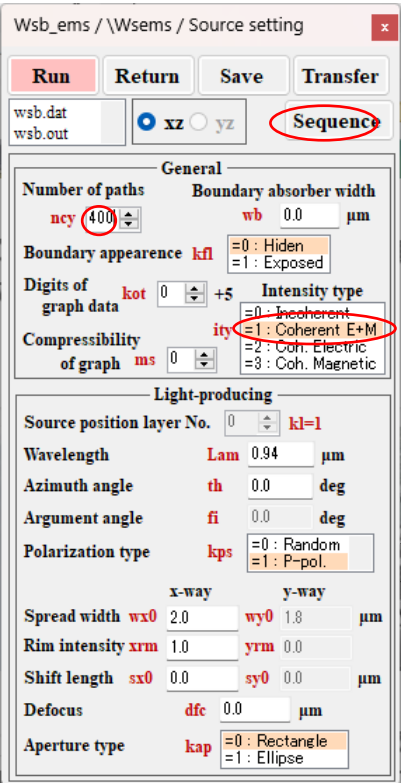 Wsb_ems / \Wsems / Source setting x
Run Return Save Transfer
wsb.dat
wsb.out
xz yz
Sequence
General
Number of paths
ncy 400
Boundary absorber width
wb 0.0 µm
Boundary appearence kfl
=0 : Hiden
=1 : Exposed
Digits of
graph data kot 0 +5
Intensity type
ity
=0 : Incoherent
=1 : Coherent E+M
=2 : Coh. Electric
=3 : Coh. Magnetic
Compressibility
of graph ms 0
Light-producing
Source position layer No. 0 kl=1
Wavelength Lam 0.94 µm
Azimuth angle th 0.0 deg
Argument angle fi 0.0 deg
Polarization type kps
=0 : Random
=1 : P-pol.
x-way y-way
Spread width wx0 2.0 wy0 1.8 µm
Rim intensity xrm 1.0 yrm 0.0
Shift length sx0 0.0 sy0 0.0 µm
Defocus dfc 0.0 µm
Aperture type kap
=0 : Rectangle
=1 : Ellipse